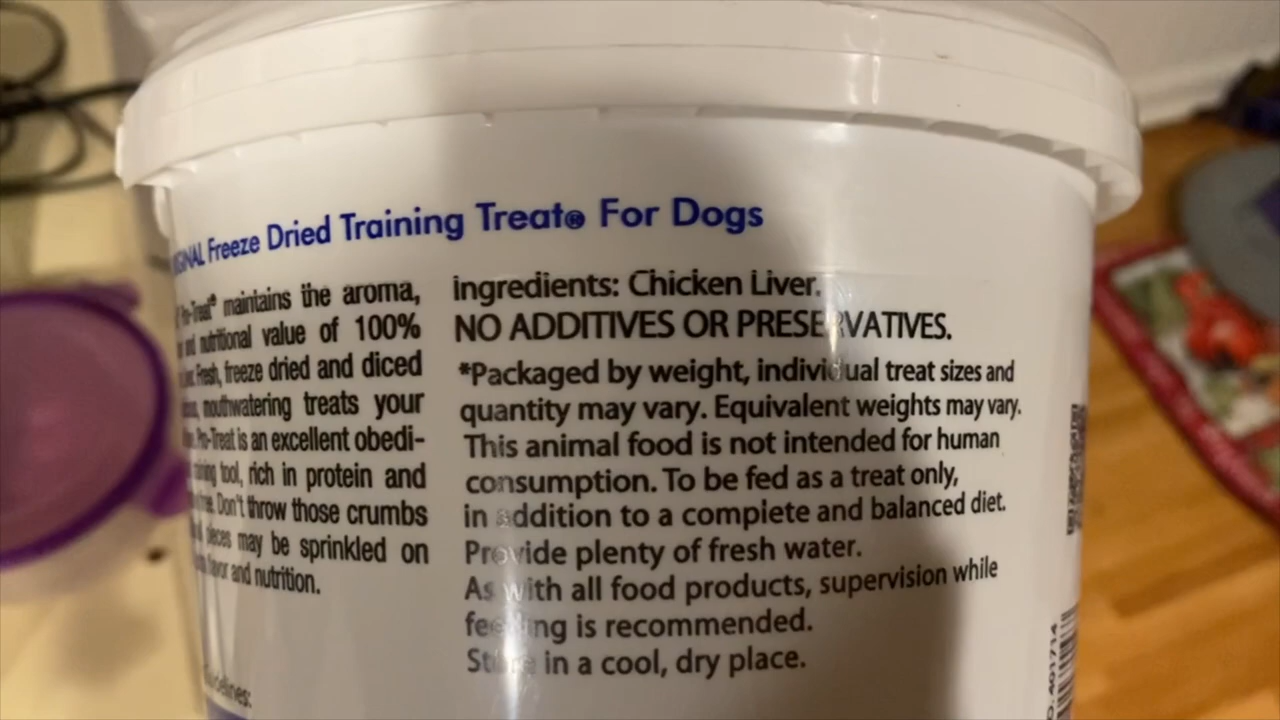 Freeze Dried Training Treat® For Dogs
Pro-Treat® maintains the aroma,
and nutritional value of 100%
Fresh, freeze dried and diced
mouthwatering treats your
Pro-Treat is an excellent obedi-
tool, rich in protein and
Don't throw those crumbs
pieces may be sprinkled on
flavor and nutrition.
ingredients: Chicken Liver.
NO ADDITIVES OR PRESERVATIVES.
*Packaged by weight, individual treat sizes and
quantity may vary. Equivalent weights may vary.
This animal food is not intended for human
consumption. To be fed as a treat only,
in addition to a complete and balanced diet.
Provide plenty of fresh water.
As with all food products, supervision while
feeding is recommended.
Store in a cool, dry place.
401714